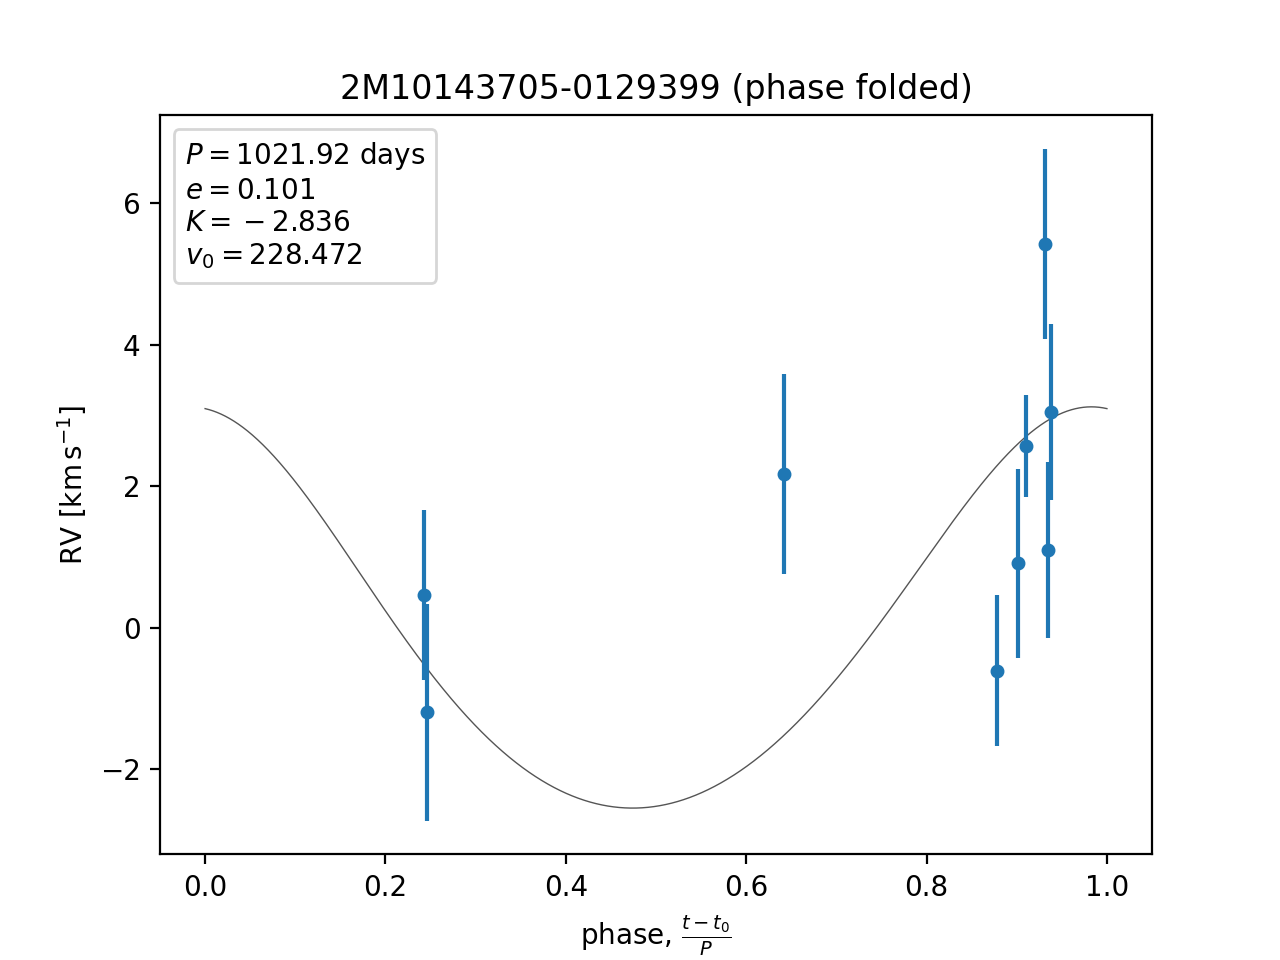 2M10143705-0129399 (phase folded)
P = 1021.92 days
e = 0.101
K = −2.836
v₀ = 228.472
RV [km s⁻¹]
6
4
2
0
−2
0.0 0.2 0.4 0.6 0.8 1.0
phase, (t − t₀)/P